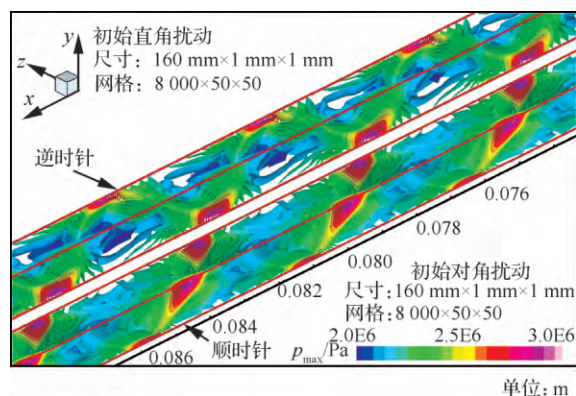 y
z
x
初始直角扰动
尺寸：160 mm×1 mm×1 mm
网格：8 000×50×50
逆时针
0.076
0.078
0.080
0.082
0.084
0.086
初始对角扰动
尺寸：160 mm×1 mm×1 mm
网格：8 000×50×50
顺时针
2.0E6 2.5E6 3.0E6
pmax/Pa
单位：m